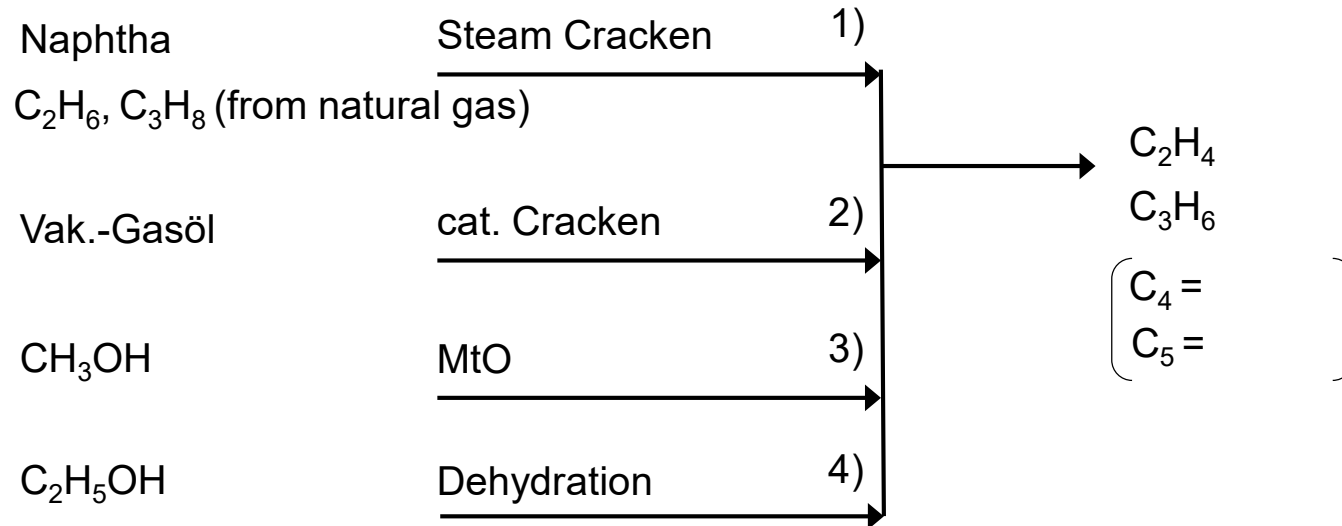 Naphtha Steam Cracken 1)
C₂H₆, C₃H₈ (from natural gas)
C₂H₄
C₃H₆
Vak.-Gasöl cat. Cracken 2)
C₄ =
C₅ =
CH₃OH MtO 3)
C₂H₅OH Dehydration 4)